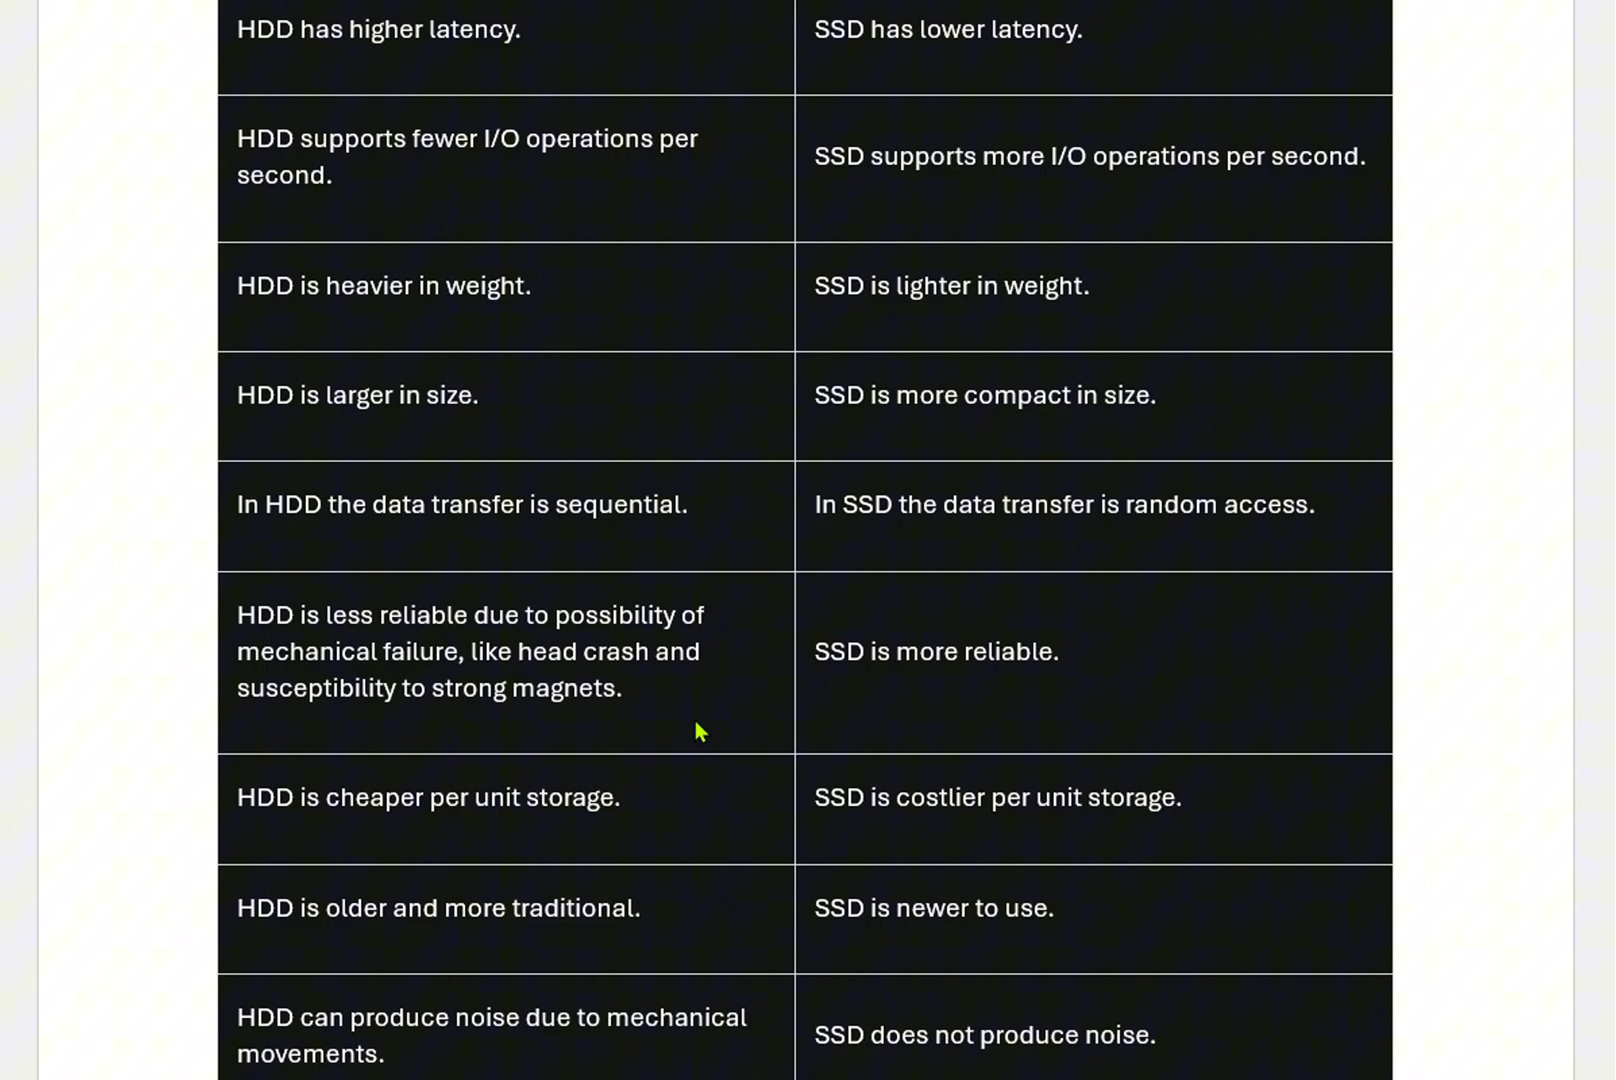 HDD has higher latency.
SSD has lower latency.
HDD supports fewer I/O operations per
second.
SSD supports more I/O operations per second.
HDD is heavier in weight.
SSD is lighter in weight.
HDD is larger in size.
SSD is more compact in size.
In HDD the data transfer is sequential.
In SSD the data transfer is random access.
HDD is less reliable due to possibility of
mechanical failure, like head crash and
susceptibility to strong magnets.
SSD is more reliable.
HDD is cheaper per unit storage.
SSD is costlier per unit storage.
HDD is older and more traditional.
SSD is newer to use.
HDD can produce noise due to mechanical
movements.
SSD does not produce noise.